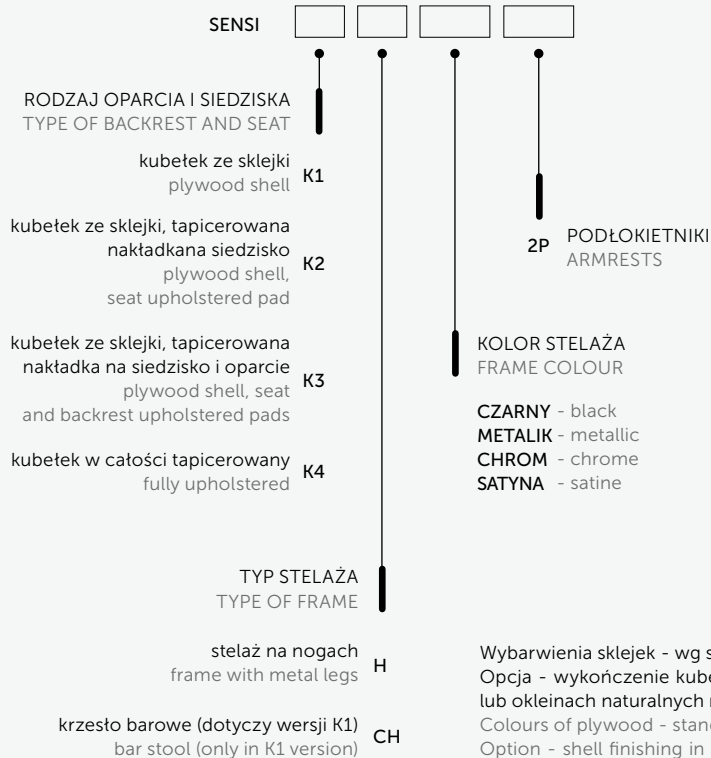 SENSI
RODZAJ OPARCIA I SIEDZISKA
TYPE OF BACKREST AND SEAT
kubełek ze sklejki
plywood shell
K1
kubełek ze sklejki, tapicerowana
nakładkana siedzisko
plywood shell,
seat upholstered pad
K2
kubełek ze sklejki, tapicerowana
nakładka na siedzisko i oparcie
plywood shell, seat
and backrest upholstered pads
K3
kubełek w całości tapicerowany
fully upholstered
K4
TYP STELAŻA
TYPE OF FRAME
stelaż na nogach
frame with metal legs
H
krzesło barowe (dotyczy wersji K1)
bar stool (only in K1 version)
CH
2P
PODŁOKIETNIKI
ARMRESTS
KOLOR STELAŻA
FRAME COLOUR
CZARNY - black
METALIK - metallic
CHROM - chrome
SATYNA - satine
Wybarwienia sklejek - wg
Opcja - wykończenie
lub okleinach naturalnych
Colours of plywood -
Option - shell finishing in